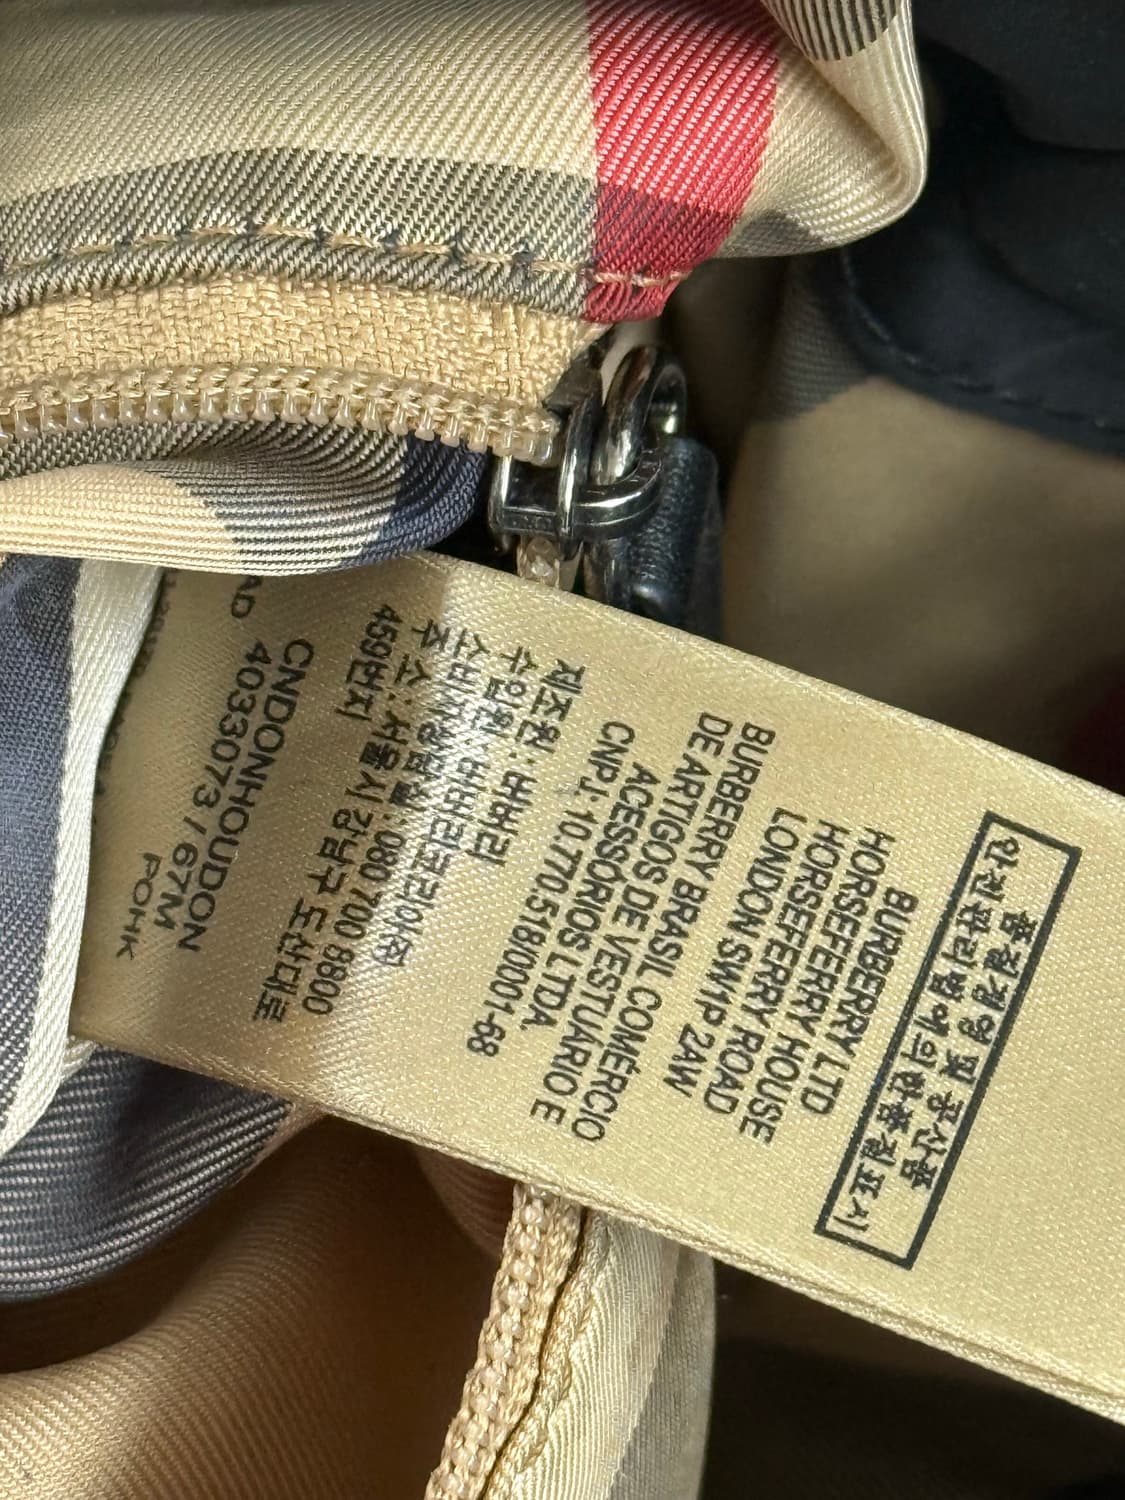 품질경영 및 공산품
안전관리법에의한품질표시
BURBERRY LTD
HORSEFERRY HOUSE
HORSEFERRY ROAD
LONDON SW1P 2AW
BURBERRY BRASIL COMÉRCIO
DE ARTIGOS DE VESTUÁRIO E
ACESSÓRIOS LTDA.
CNPJ: 10.770.518/0001-68
제조원 : 버버리
수입원 : 버버리코리아㈜
소비자상담실 : 080 700 8800
주 소 : 서울시 강남구 도산대로
459번지
CNDONHOUDON
4033073 / 67M
POHK
AD